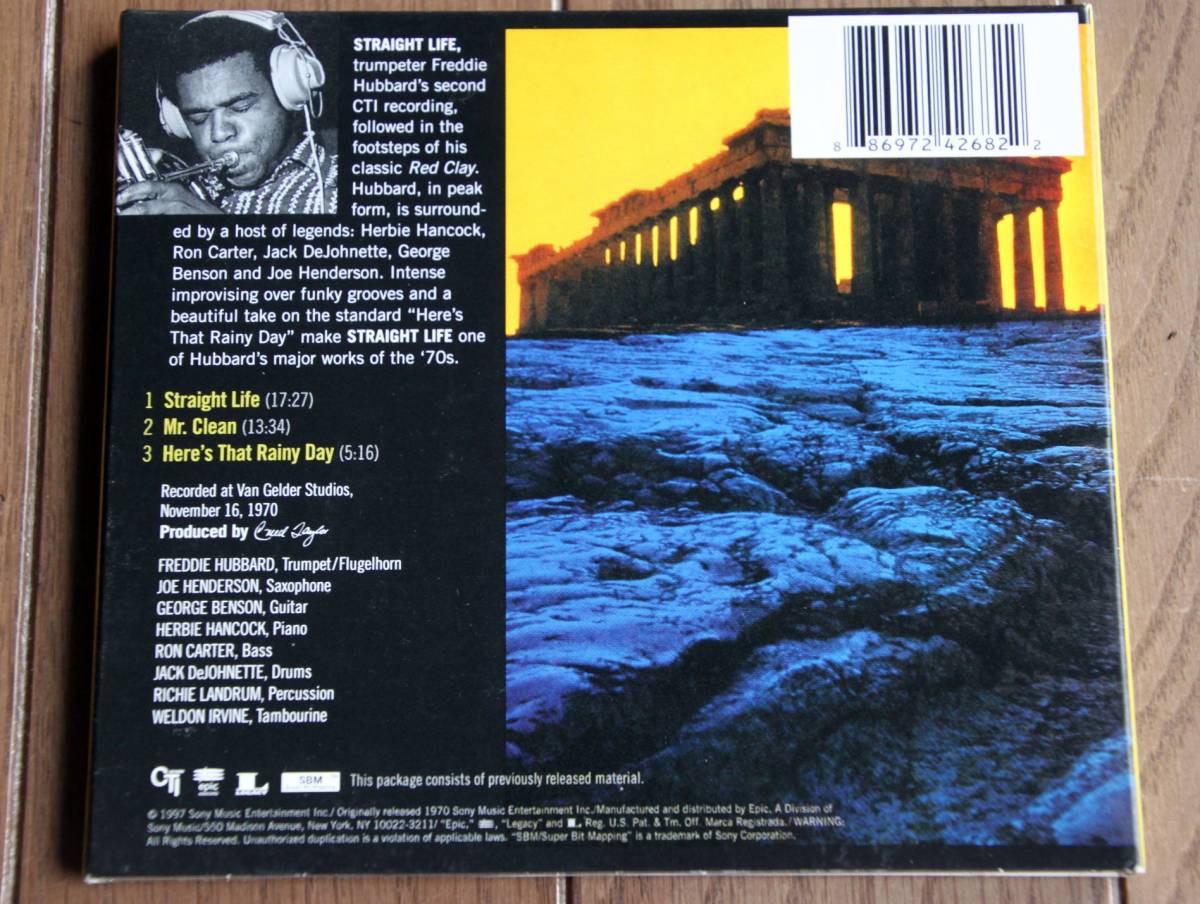 STRAIGHT LIFE,
trumpeter Freddie
Hubbard's second
CTI recording,
followed in the
footsteps of his
classic Red Clay.
Hubbard, in peak
form, is surround-
ed by a host of legends: Herbie Hancock,
Ron Carter, Jack DeJohnette, George
Benson and Joe Henderson. Intense
improvising over funky grooves and a
beautiful take on the standard "Here's
That Rainy Day" make STRAIGHT LIFE one
of Hubbard's major works of the '70s.
8 86972 42682 2
1 Straight Life (17:27)
2 Mr. Clean (13:34)
3 Here's That Rainy Day (5:16)
Recorded at Van Gelder Studios,
November 16, 1970
Produced by Creed Taylor
FREDDIE HUBBARD, Trumpet/Flugelhorn
JOE HENDERSON, Saxophone
GEORGE BENSON, Guitar
HERBIE HANCOCK, Piano
RON CARTER, Bass
JACK DeJOHNETTE, Drums
RICHIE LANDRUM, Percussion
WELDON IRVINE, Tambourine
CTI epic L LEGACY SBM This package consists of previously released material.
© 1997 Sony Music Entertainment Inc./ Originally released 1970 Sony Music Entertainment Inc./Manufactured and distributed by Epic, A Division of
Sony Music/550 Madison Avenue, New York, NY 10022-3211/ "Epic," , "Legacy" and L Reg. U.S. Pat. & Tm. Off. Marca Registrada./WARNING:
All Rights Reserved. Unauthorized duplication is a violation of applicable laws. "SBM/Super Bit Mapping" is a trademark of Sony Corporation.